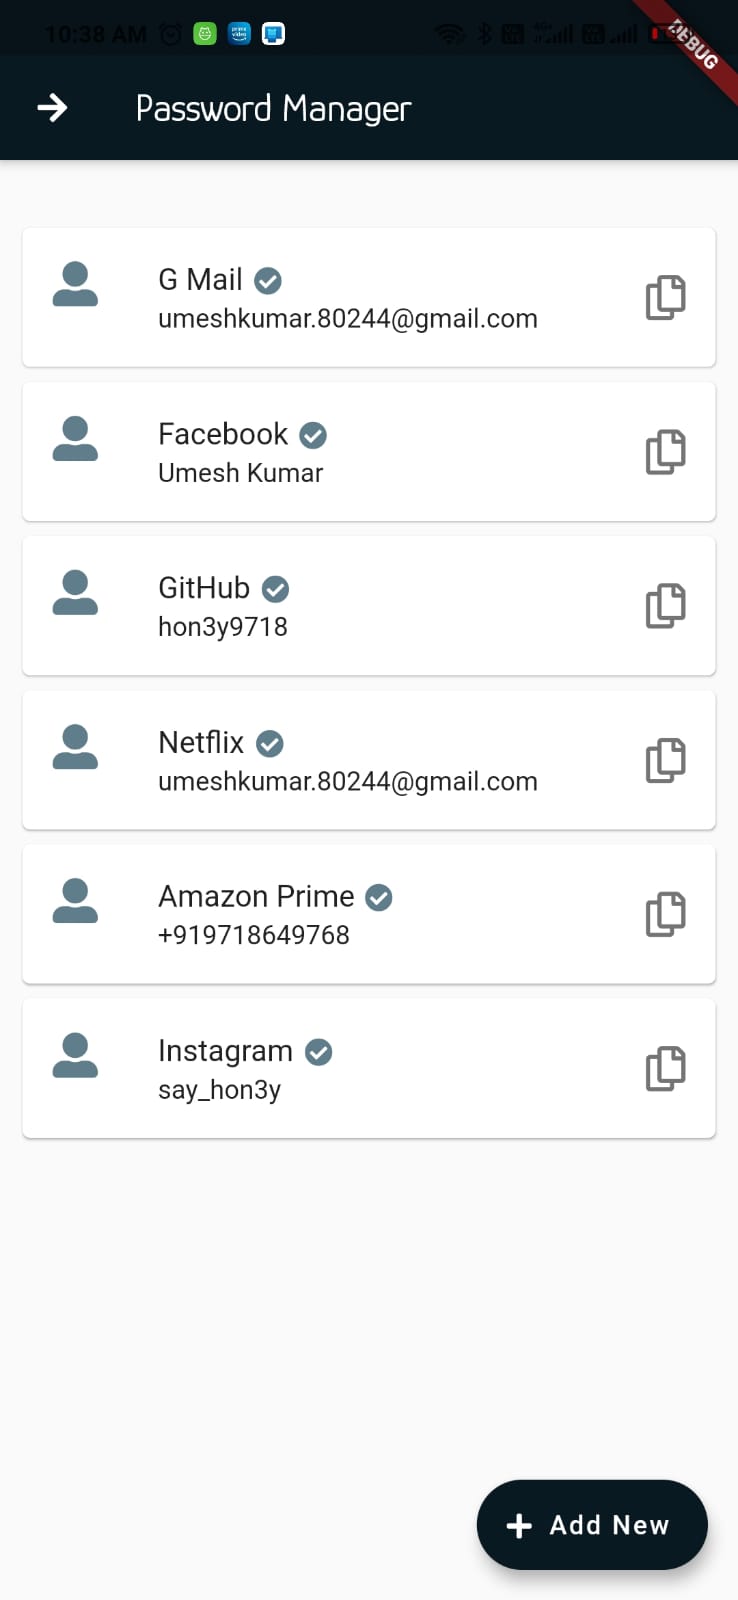 10:38 AM
DEBUG
Password Manager
G Mail
umeshkumar.80244@gmail.com
Facebook
Umesh Kumar
GitHub
hon3y9718
Netflix
umeshkumar.80244@gmail.com
Amazon Prime
+919718649768
Instagram
say_hon3y
Add New